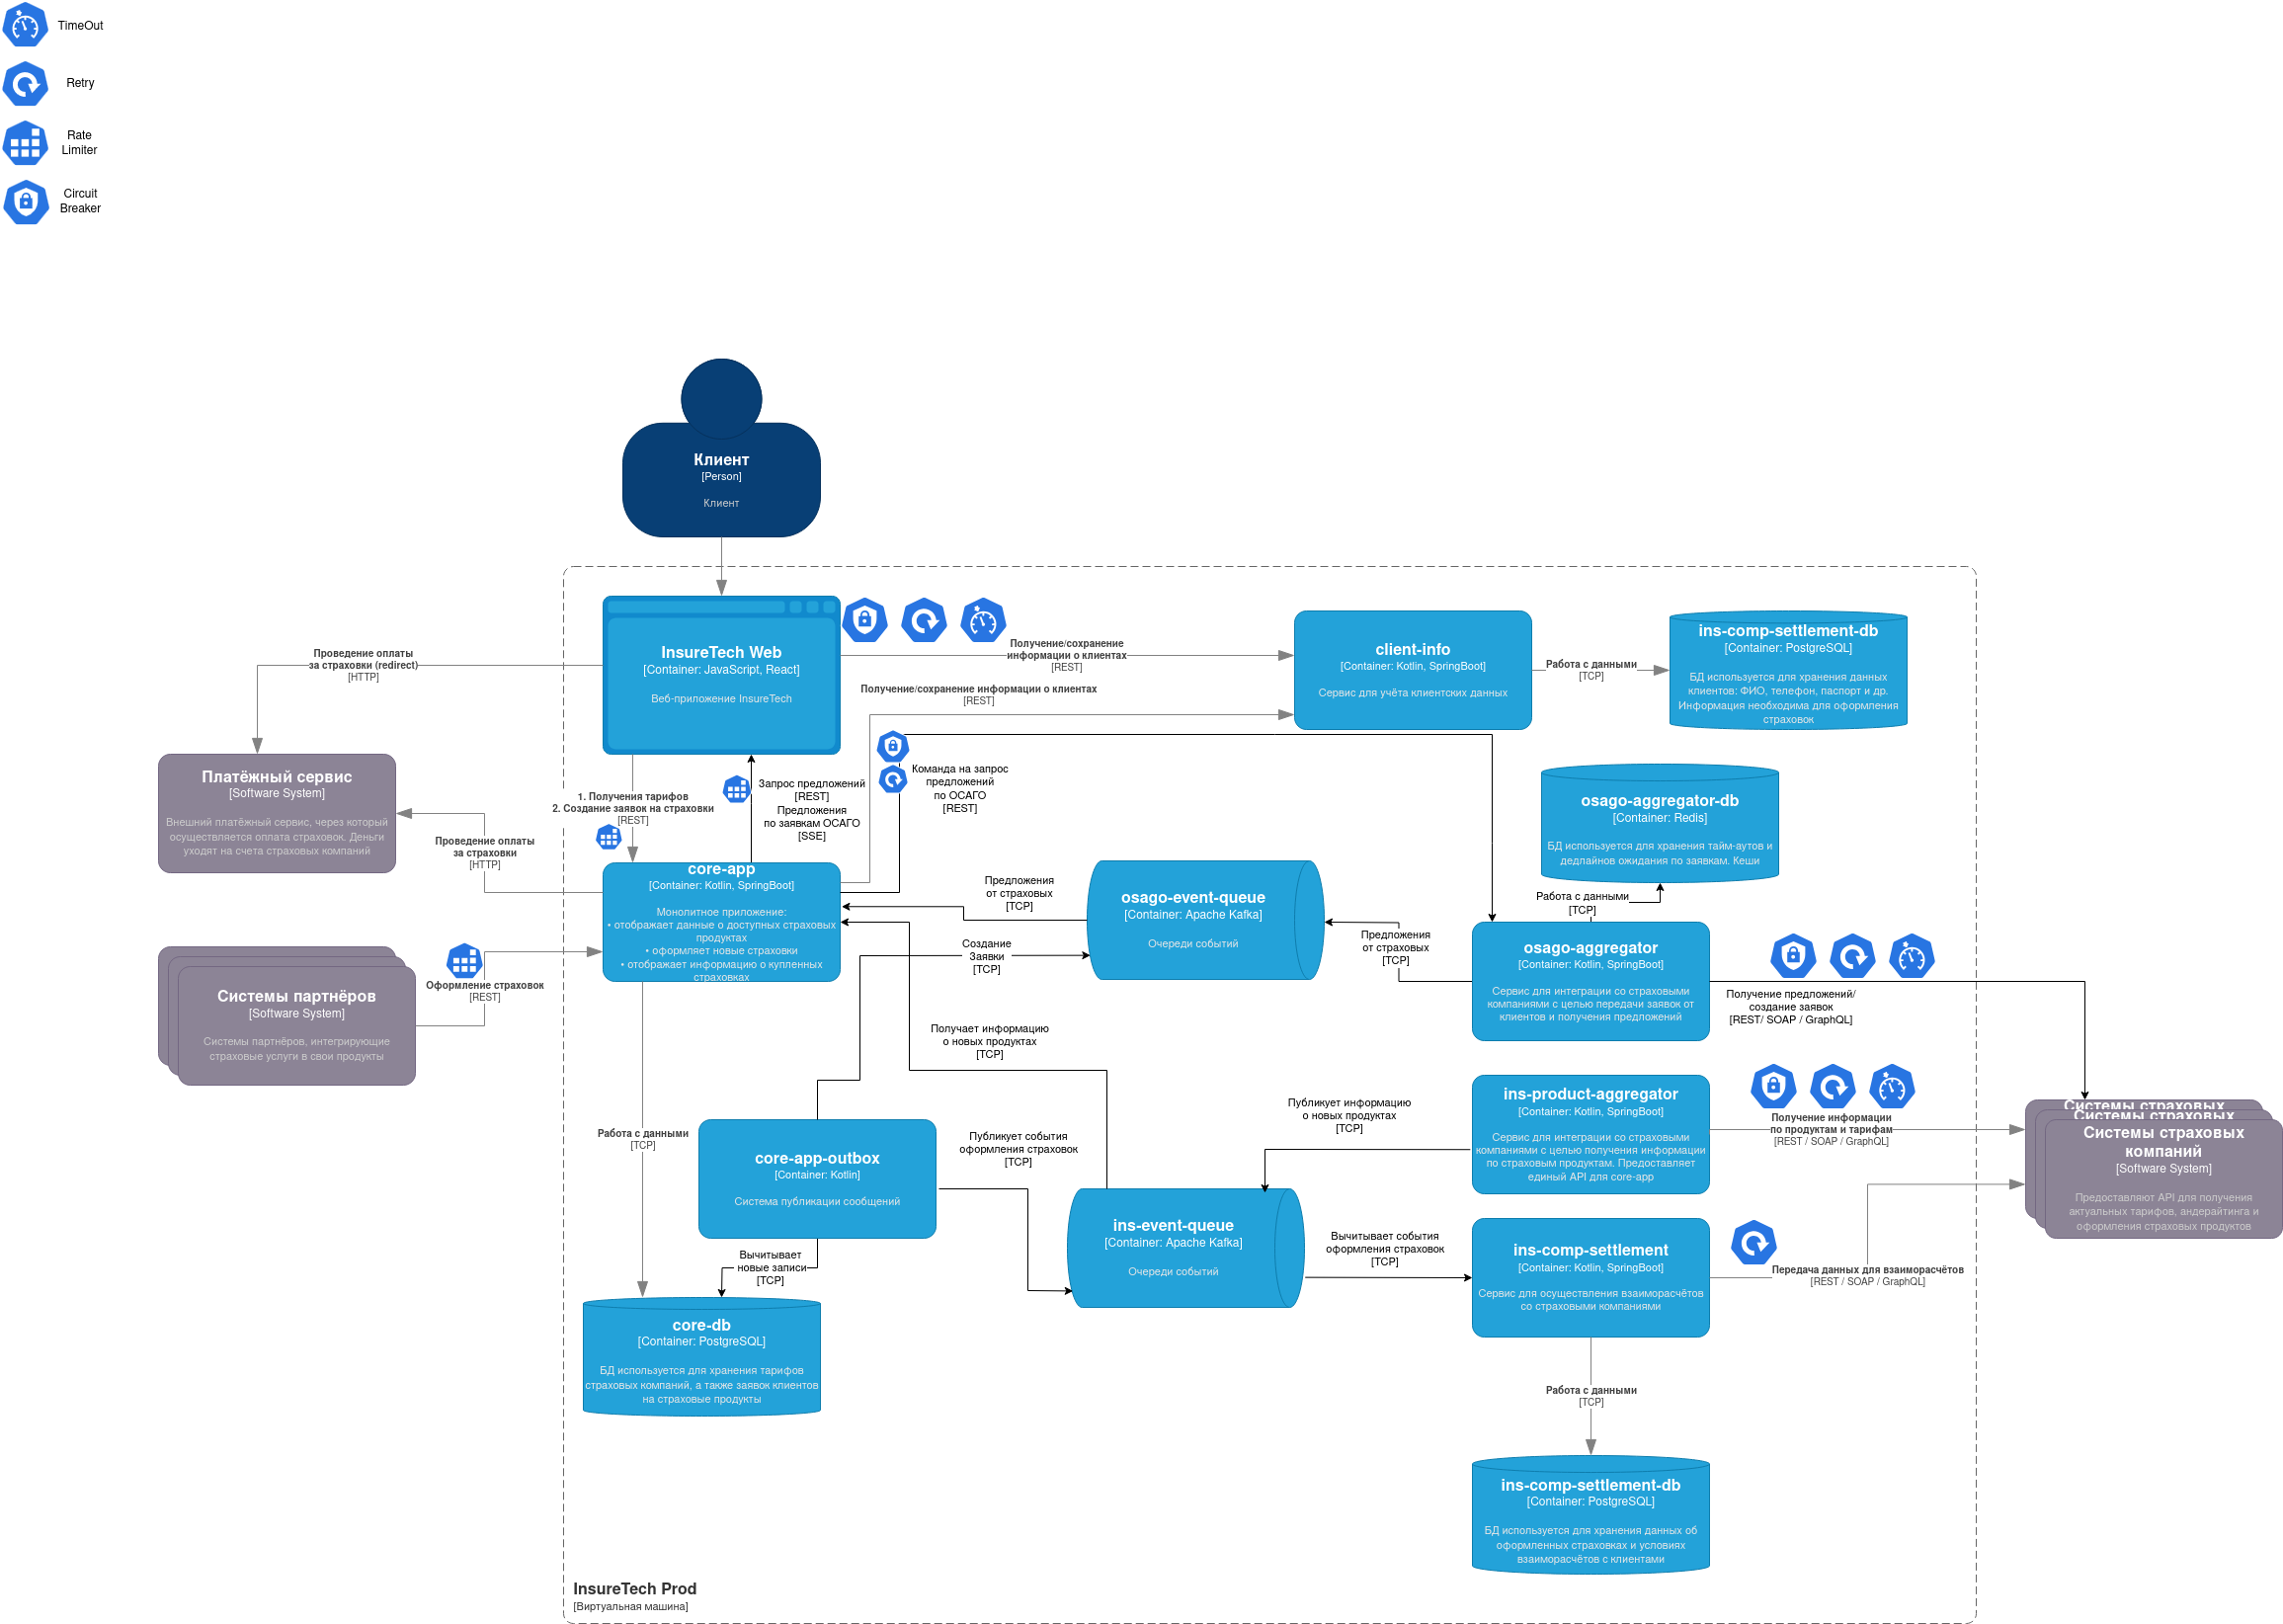 TimeOut
Retry
Rate
Limiter
Circuit
Breaker
Клиент
[Person]
Клиент
InsureTech Web
[Container: JavaScript, React]
Веб-приложение InsureTech
Проведение оплаты
за страховки (redirect)
[HTTP]
Получение/сохранение
информации о клиентах
[REST]
client-info
[Container: Kotlin, SpringBoot]
Сервис для учёта клиентских данных
Работа с данными
[TCP]
ins-comp-settlement-db
[Container: PostgreSQL]
БД используется для хранения данных
клиентов: ФИО, телефон, паспорт и др.
Информация необходима для оформления
страховок
Получение/сохранение информации о клиентах
[REST]
Платёжный сервис
[Software System]
Внешний платёжный сервис, через который
осуществляется оплата страховок. Деньги
уходят на счета страховых компаний
1. Получения тарифов
2. Создание заявок на страховки
[REST]
Запрос предложений
[REST]
Предложения
по заявкам ОСАГО
[SSE]
Команда на запрос
предложений
по ОСАГО
[REST]
osago-aggregator-db
[Container: Redis]
БД используется для хранения тайм-аутов и
дедлайнов ожидания по заявкам. Кеши
Проведение оплаты
за страховки
[HTTP]
core-app
[Container: Kotlin, SpringBoot]
Монолитное приложение:
• отображает данные о доступных страховых
продуктах
• оформляет новые страховки
• отображает информацию о купленных
страховках
Предложения
от страховых
[TCP]
osago-event-queue
[Container: Apache Kafka]
Очереди событий
Работа с данными
[TCP]
Предложения
от страховых
[TCP]
osago-aggregator
[Container: Kotlin, SpringBoot]
Сервис для интеграции со страховыми
компаниями с целью передачи заявок от
клиентов и получения предложений
Создание
Заявки
[TCP]
Получение предложений/
создание заявок
[REST/ SOAP / GraphQL]
Системы партнёров
[Software System]
Системы партнёров, интегрирующие
страховые услуги в свои продукты
Оформление страховок
[REST]
Получает информацию
о новых продуктах
[TCP]
ins-product-aggregator
[Container: Kotlin, SpringBoot]
Сервис для интеграции со страховыми
компаниями с целью получения информации
по страховым продуктам. Предоставляет
единый API для core-app
Публикует информацию
о новых продуктах
[TCP]
Получение информации
по продуктам и тарифам
[REST / SOAP / GraphQL]
Системы страховых
Системы страховых
Системы страховых
компаний
[Software System]
Предоставляют API для получения
актуальных тарифов, андерайтинга и
оформления страховых продуктов
Работа с данными
[TCP]
core-app-outbox
[Container: Kotlin]
Система публикации сообщений
Публикует события
оформления страховок
[TCP]
ins-event-queue
[Container: Apache Kafka]
Очереди событий
Вычитывает события
оформления страховок
[TCP]
ins-comp-settlement
[Container: Kotlin, SpringBoot]
Сервис для осуществления взаиморасчётов
со страховыми компаниями
Передача данных для взаиморасчётов
[REST / SOAP / GraphQL]
Вычитывает
новые записи
[TCP]
core-db
[Container: PostgreSQL]
БД используется для хранения тарифов
страховых компаний, а также заявок клиентов
на страховые продукты
Работа с данными
[TCP]
ins-comp-settlement-db
[Container: PostgreSQL]
БД используется для хранения данных об
оформленных страховках и условиях
взаиморасчётов с клиентами
InsureTech Prod
[Виртуальная машина]